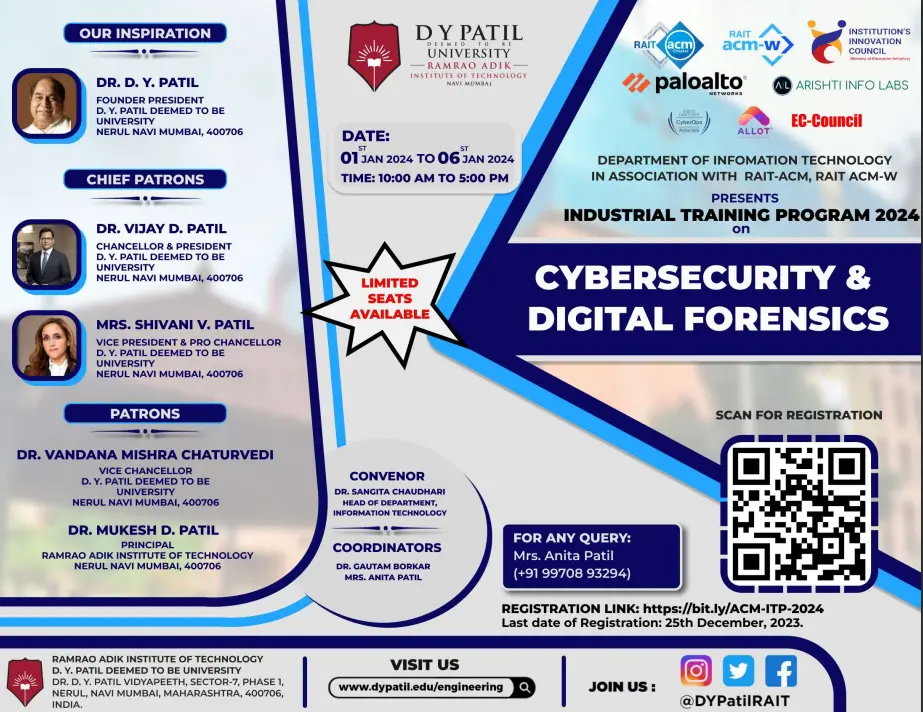 OUR INSPIRATION
DR. D. Y. PATIL
FOUNDER PRESIDENT
D. Y. PATIL DEEMED TO BE
UNIVERSITY
NERUL NAVI MUMBAI, 400706
CHIEF PATRONS
DR. VIJAY D. PATIL
CHANCELLOR & PRESIDENT
D. Y. PATIL DEEMED TO BE
UNIVERSITY
NERUL NAVI MUMBAI, 400706
MRS. SHIVANI V. PATIL
VICE PRESIDENT & PRO CHANCELLOR
D. Y. PATIL DEEMED TO BE
UNIVERSITY
NERUL NAVI MUMBAI, 400706
PATRONS
DR. VANDANA MISHRA CHATURVEDI
VICE CHANCELLOR
D. Y. PATIL DEEMED TO BE
UNIVERSITY
NERUL NAVI MUMBAI, 400706
DR. MUKESH D. PATIL
PRINCIPAL
RAMRAO ADIK INSTITUTE OF TECHNOLOGY
NERUL NAVI MUMBAI, 400706
D Y PATIL
DEEMED TO BE
UNIVERSITY
RAMRAO ADIK
INSTITUTE OF TECHNOLOGY
NAVI MUMBAI
DATE:
01ST JAN 2024 TO 06ST JAN 2024
TIME: 10:00 AM TO 5:00 PM
LIMITED
SEATS
AVAILABLE
CONVENOR
DR. SANGITA CHAUDHARI
HEAD OF DEPARTMENT,
INFORMATION TECHNOLOGY
COORDINATORS
DR. GAUTAM BORKAR
MRS. ANITA PATIL
RAIT acm
Chapter
RAIT
acm-w
INSTITUTION'S
INNOVATION
COUNCIL
(Ministry of Education Initiative)
paloalto
NETWORKS
ARISHTI INFO LABS
CyberOps
Associate
ALLOT
EC-Council
DEPARTMENT OF INFOMATION TECHNOLOGY
IN ASSOCIATION WITH RAIT-ACM, RAIT ACM-W
PRESENTS
INDUSTRIAL TRAINING PROGRAM 2024
on
CYBERSECURITY &
DIGITAL FORENSICS
SCAN FOR REGISTRATION
FOR ANY QUERY:
Mrs. Anita Patil
(+91 99708 93294)
REGISTRATION LINK: https://bit.ly/ACM-ITP-2024
Last date of Registration: 25th December, 2023.
RAMRAO ADIK INSTITUTE OF TECHNOLOGY
D. Y. PATIL DEEMED TO BE UNIVERSITY
DR. D. Y. PATIL VIDYAPEETH, SECTOR-7, PHASE 1,
NERUL, NAVI MUMBAI, MAHARASHTRA, 400706,
INDIA.
VISIT US
www.dypatil.edu/engineering
JOIN US :
@DYPatilRAIT